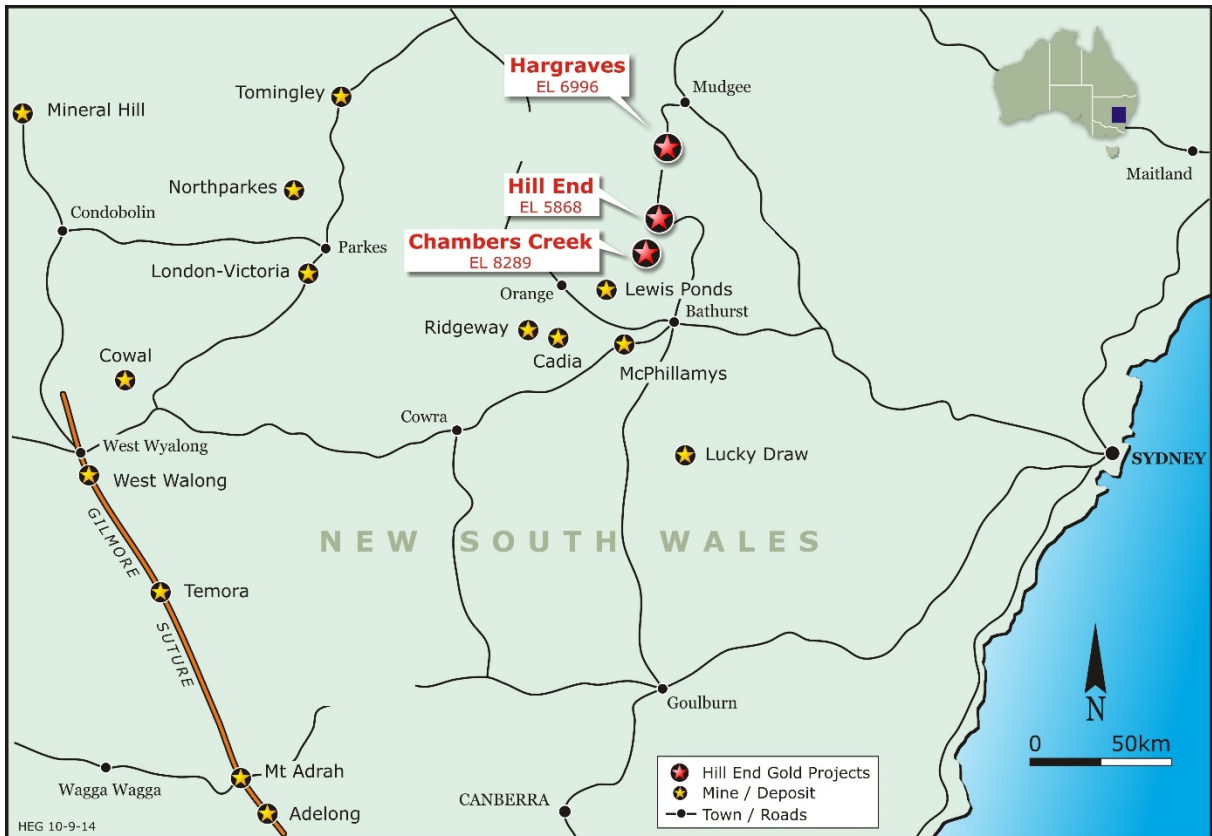 Hargraves
EL 6996
Mudgee
Tomingley
Mineral Hill
Maitland
Northparkes
Hill End
EL 5868
Condobolin
Chambers Creek
EL 8289
Parkes
London-Victoria
Orange
Lewis Ponds
Bathurst
Ridgeway
Cadia
McPhillamys
Cowal
Cowra
West Wyalong
Lucky Draw
SYDNEY
West Walong
GILMORE
NEW SOUTH WALES
Temora
SUTURE
Goulburn
N
0 50km
Mt Adrah
Wagga Wagga
Hill End Gold Projects
Mine / Deposit
Town / Roads
CANBERRA
Adelong
HEG 10-9-14